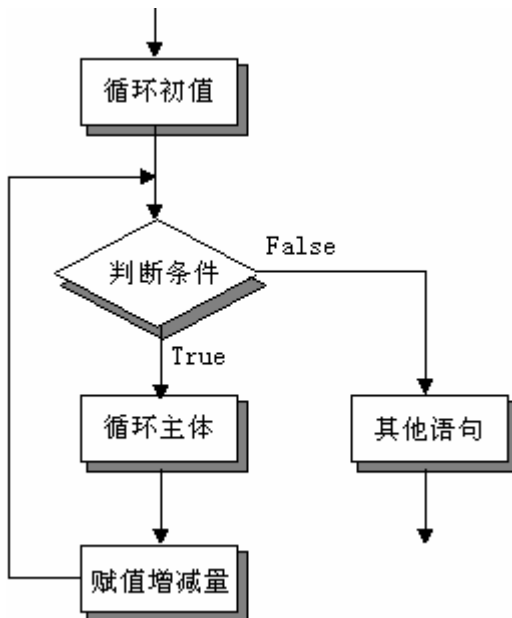 循环初值
False
判断条件
True
循环主体
其他语句
赋值增减量